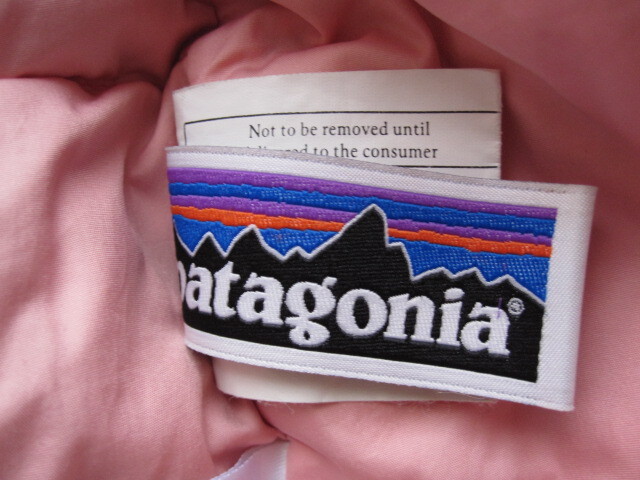 Not to be removed until
to the consumer
patagonia®